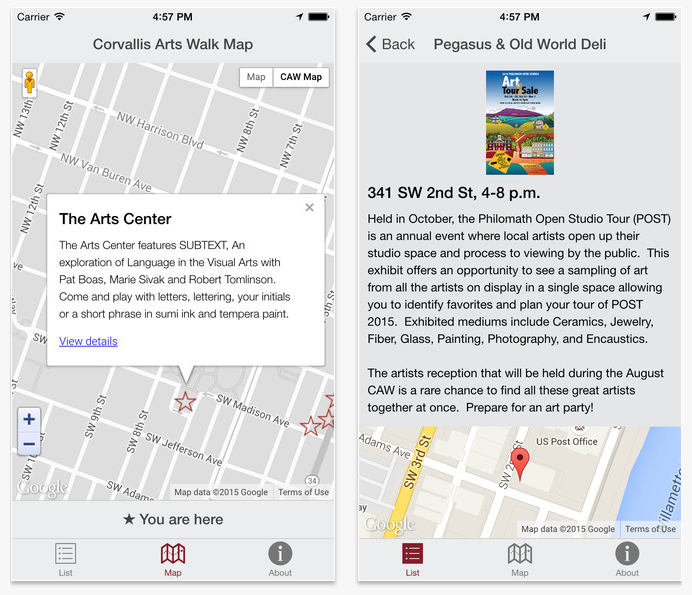 Carrier 4:57 PM
Corvallis Arts Walk Map
Map CAW Map
NW 13th
NW 12th St
NW Harrison Blvd
NW 8th St
NW 7th St
NW Van Buren Ave
12th St
The Arts Center ×
The Arts Center features SUBTEXT, An
exploration of Language in the Visual Arts with
Pat Boas, Marie Sivak and Robert Tomlinson.
Come and play with letters, lettering, your initials
or a short phrase in sumi ink and tempera paint.
View details
SW Madison Ave
SW 9th St
SW 8th St
SW Jefferson Ave
+
−
34
Google
Map data ©2015 Google Terms of Use
★ You are here
List Map About
Carrier 4:57 PM
Back Pegasus & Old World Deli
Art
Tour Sale
341 SW 2nd St, 4-8 p.m.
Held in October, the Philomath Open Studio Tour (POST)
is an annual event where local artists open up their
studio space and process to viewing by the public. This
exhibit offers an opportunity to see a sampling of art
from all the artists on display in a single space allowing
you to identify favorites and plan your tour of POST
2015. Exhibited mediums include Ceramics, Jewelry,
Fiber, Glass, Painting, Photography, and Encaustics.
The artists reception that will be held during the August
CAW is a rare chance to find all these great artists
together at once. Prepare for an art party!
Adams Ave
SW 3rd St
US Post Office
Google
Map data ©2015 Google Terms of Use
List Map About